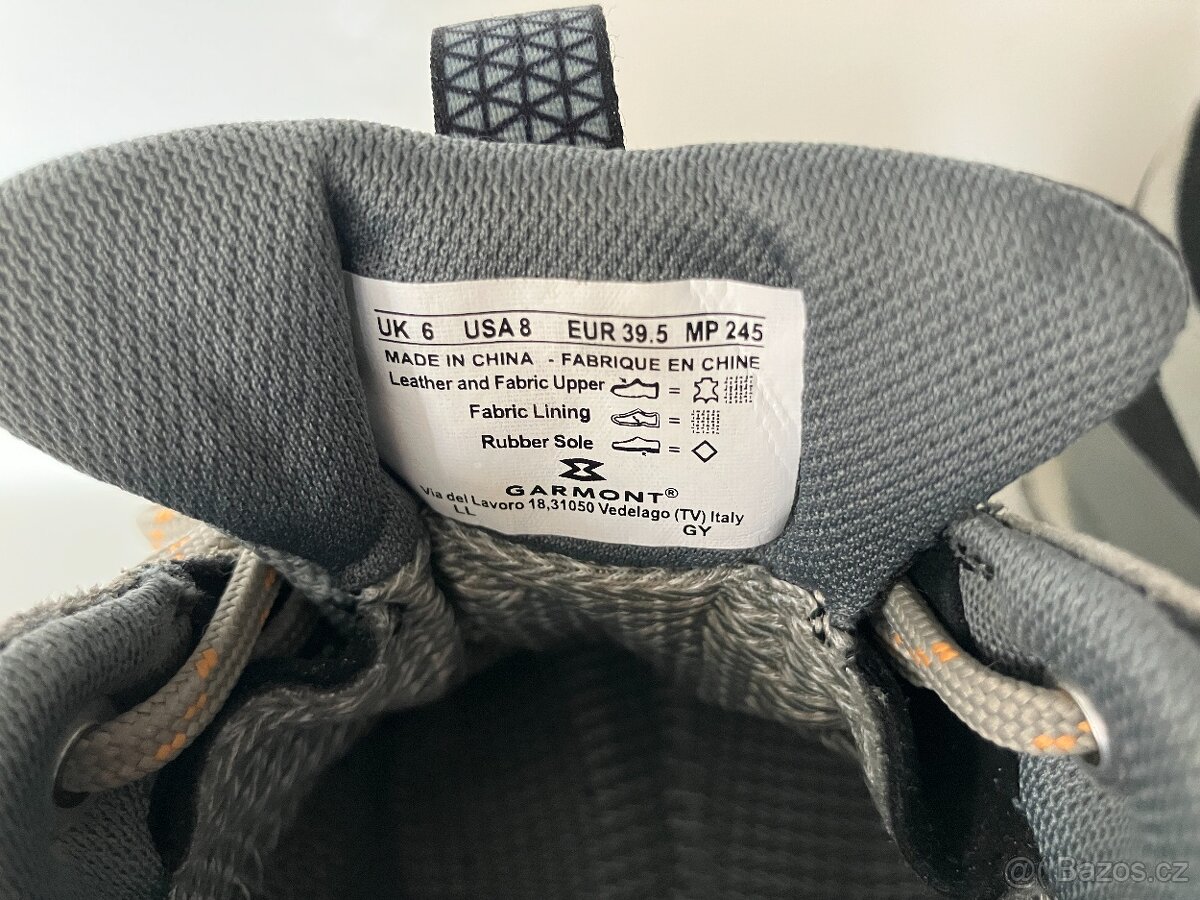 UK 6 USA 8 EUR 39.5 MP 245
MADE IN CHINA - FABRIQUE EN CHINE
Leather and Fabric Upper =
Fabric Lining =
Rubber Sole =
GARMONT®
Via del Lavoro 18,31050 Vedelago (TV) Italy
LL GY
@ Bazos.cz